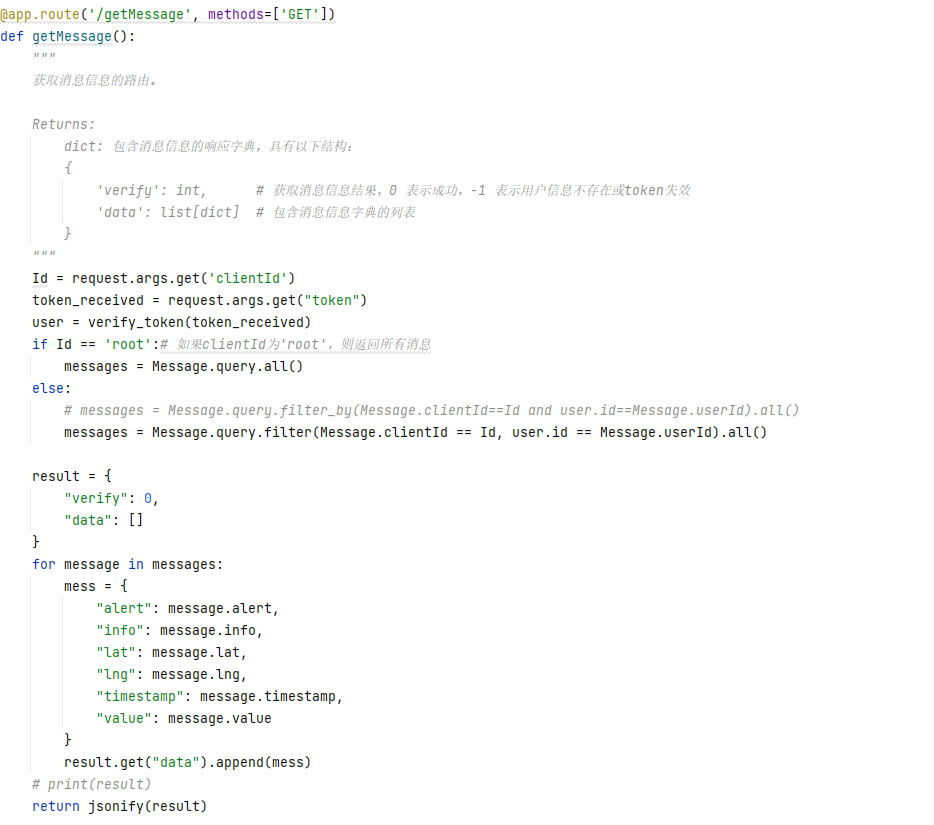 @app.route('/getMessage', methods=['GET'])
def getMessage():
    """
    获取消息信息的路由。

    Returns:
        dict: 包含消息信息的响应字典，具有以下结构：
        {
            'verify': int,      # 获取消息信息结果，0 表示成功，-1 表示用户信息不存在或token失效
            'data': list[dict]  # 包含消息信息字典的列表
        }
    """
    Id = request.args.get('clientId')
    token_received = request.args.get("token")
    user = verify_token(token_received)
    if Id == 'root':# 如果clientId为'root'，则返回所有消息
        messages = Message.query.all()
    else:
        # messages = Message.query.filter_by(Message.clientId==Id and user.id==Message.userId).all()
        messages = Message.query.filter(Message.clientId == Id, user.id == Message.userId).all()

    result = {
        "verify": 0,
        "data": []
    }
    for message in messages:
        mess = {
            "alert": message.alert,
            "info": message.info,
            "lat": message.lat,
            "lng": message.lng,
            "timestamp": message.timestamp,
            "value": message.value
        }
        result.get("data").append(mess)
    # print(result)
    return jsonify(result)